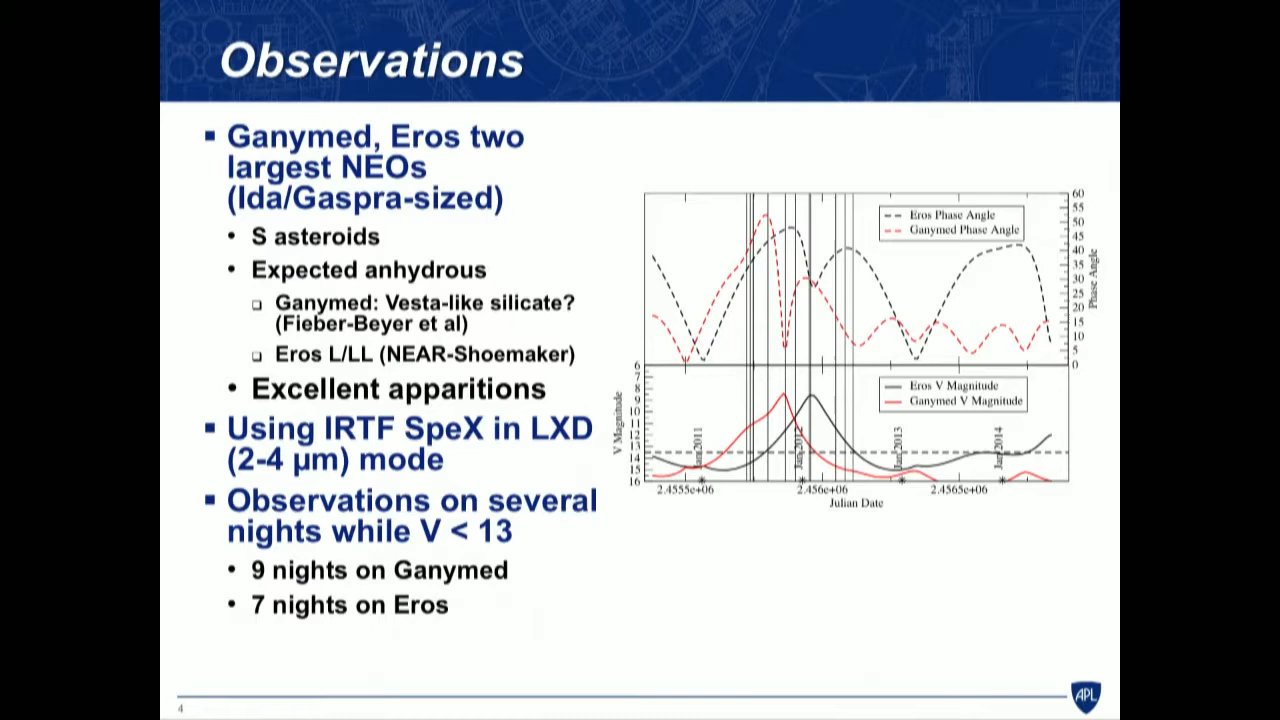 Observations
▪ Ganymed, Eros two
largest NEOs
(Ida/Gaspra-sized)
• S asteroids
• Expected anhydrous
❑ Ganymed: Vesta-like silicate?
(Fieber-Beyer et al)
❑ Eros L/LL (NEAR-Shoemaker)
• Excellent apparitions
▪ Using IRTF SpeX in LXD
(2-4 µm) mode
▪ Observations on several
nights while V < 13
• 9 nights on Ganymed
• 7 nights on Eros
Eros Phase Angle
Ganymed Phase Angle
60
55
50
45
40
35
30
25
20
15
10
5
0
Phase Angle
Eros V Magnitude
Ganymed V Magnitude
6
7
8
9
10
11
12
13
14
15
16
V Magnitude
Jan 2011
Jan 
Jan 2013
Jan 2014
2.4555e+06
2.456e+06
2.4565e+06
Julian Date
4
APL